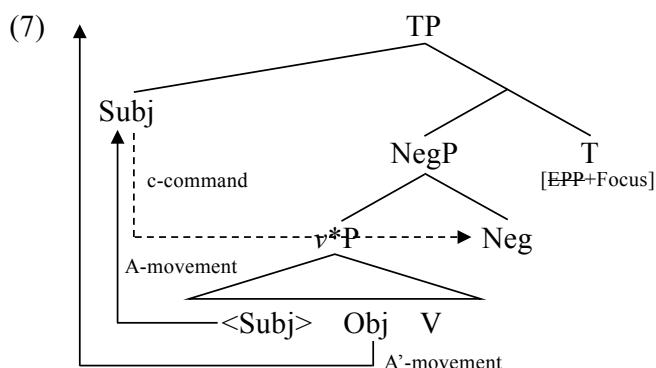 (7)
TP
Subj
NegP T
[EPP+Focus]
c-command
v*P Neg
A-movement
<Subj> Obj V
A'-movement